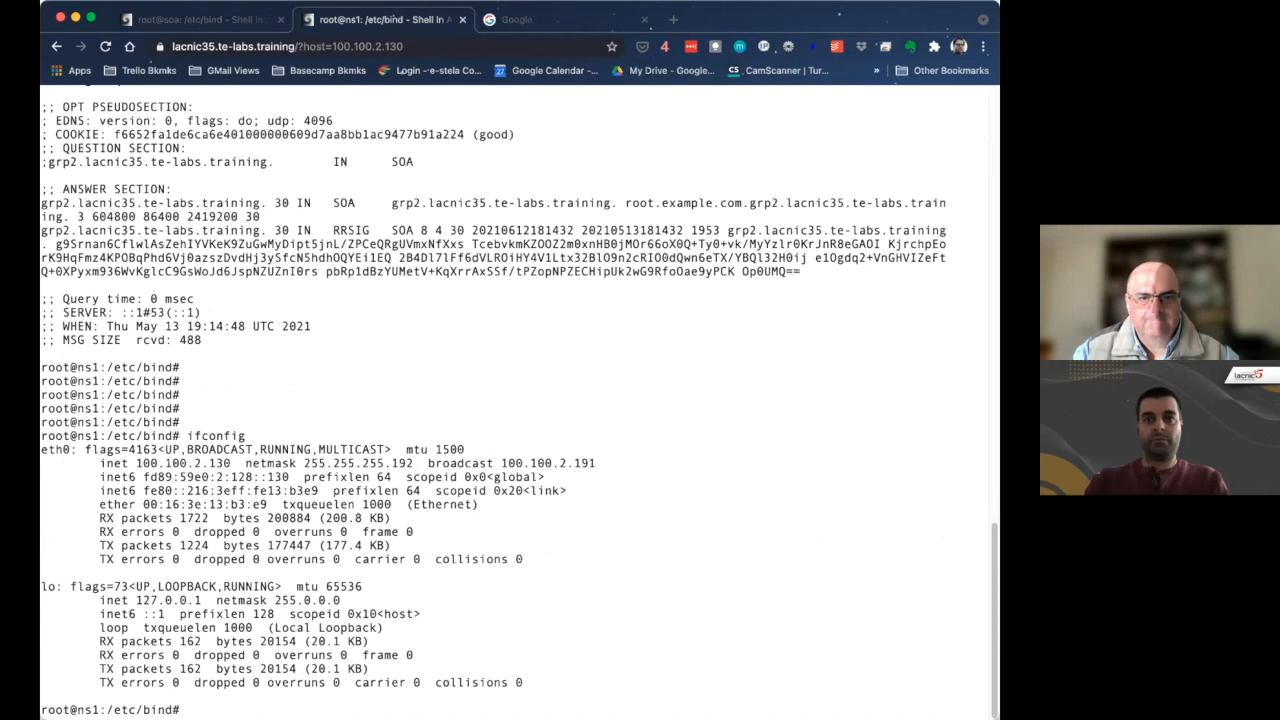 root@soa: /etc/bind - Shell In
root@ns1: /etc/bind - Shell In A
Google
lacnic35.te-labs.training/?host=100.100.2.130
Apps
Trello Bkmks
GMail Views
Basecamp Bkmks
Login - e-stela Co...
Google Calendar -...
My Drive - Google...
CamScanner | Tur...
»
Other Bookmarks
;; OPT PSEUDOSECTION:
; EDNS: version: 0, flags: do; udp: 4096
; COOKIE: f6652fa1de6ca6e401000000609d7aa8bb1ac9477b91a224 (good)
;; QUESTION SECTION:
;grp2.lacnic35.te-labs.training. IN SOA
;; ANSWER SECTION:
grp2.lacnic35.te-labs.training. 30 IN SOA grp2.lacnic35.te-labs.training. root.example.com.grp2.lacnic35.te-labs.train
ing. 3 604800 86400 2419200 30
grp2.lacnic35.te-labs.training. 30 IN RRSIG SOA 8 4 30 20210612181432 20210513181432 1953 grp2.lacnic35.te-labs.training
;; Query time: 0 msec
;; SERVER: ::1#53(::1)
;; WHEN: Thu May 13 19:14:48 UTC 2021
;; MSG SIZE rcvd: 488
root@ns1:/etc/bind#
root@ns1:/etc/bind#
root@ns1:/etc/bind#
root@ns1:/etc/bind#
root@ns1:/etc/bind#
root@ns1:/etc/bind# ifconfig
eth0: flags=4163<UP,BROADCAST,RUNNING,MULTICAST> mtu 1500
inet 100.100.2.130 netmask 255.255.255.192 broadcast 100.100.2.191
inet6 fd89:59e0:2:128::130 prefixlen 64 scopeid 0x0<global>
inet6 fe80::216:3eff:fe13:b3e9 prefixlen 64 scopeid 0x20<link>
ether 00:16:3e:13:b3:e9 txqueuelen 1000 (Ethernet)
RX packets 1722 bytes 200884 (200.8 KB)
RX errors 0 dropped 0 overruns 0 frame 0
TX packets 1224 bytes 177447 (177.4 KB)
TX errors 0 dropped 0 overruns 0 carrier 0 collisions 0
lo: flags=73<UP,LOOPBACK,RUNNING> mtu 65536
inet 127.0.0.1 netmask 255.0.0.0
inet6 ::1 prefixlen 128 scopeid 0x10<host>
loop txqueuelen 1000 (Local Loopback)
RX packets 162 bytes 20154 (20.1 KB)
RX errors 0 dropped 0 overruns 0 frame 0
TX packets 162 bytes 20154 (20.1 KB)
TX errors 0 dropped 0 overruns 0 carrier 0 collisions 0
root@ns1:/etc/bind#
lacnic35